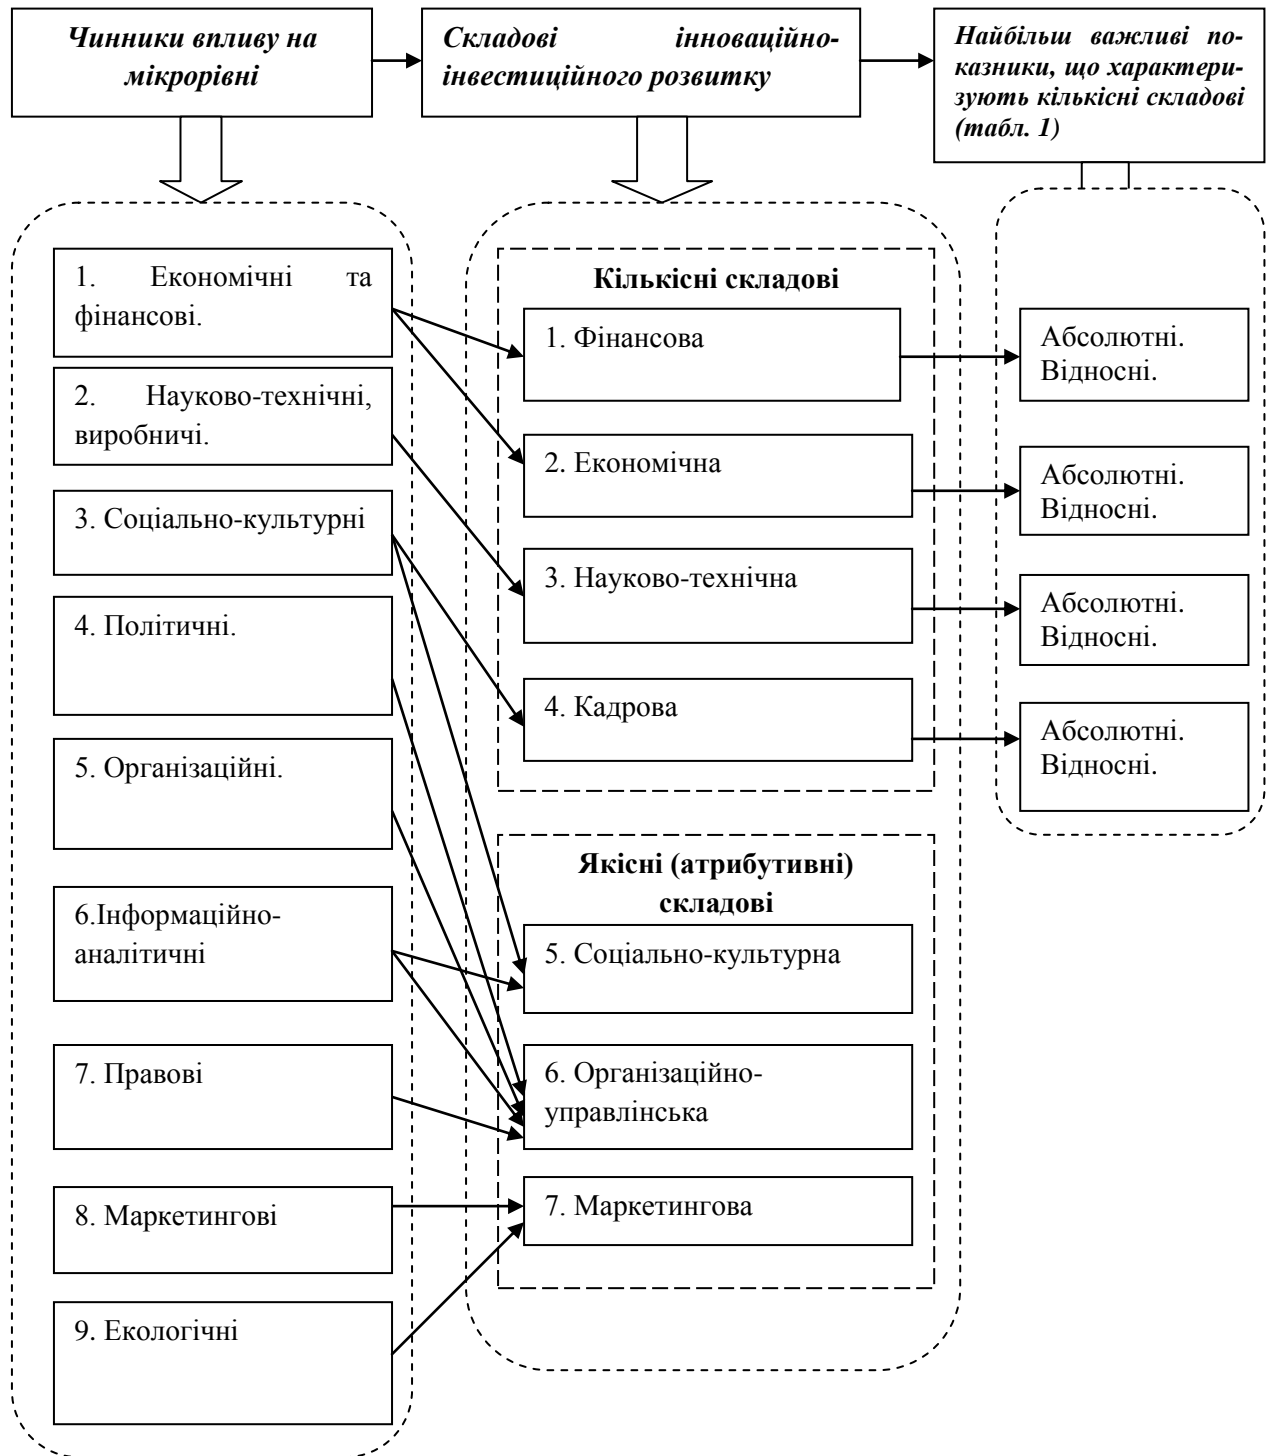 Чинники впливу на
мікрорівні
Складові інноваційно-
інвестиційного розвитку
Найбільш важливі по-
казники, що характери-
зують кількісні складові
(табл. 1)
1. Економічні та
фінансові.
2. Науково-технічні,
виробничі.
3. Соціально-культурні
4. Політичні.
5. Організаційні.
6.Інформаційно-
аналітичні
7. Правові
8. Маркетингові
9. Екологічні
Кількісні складові
1. Фінансова
2. Економічна
3. Науково-технічна
4. Кадрова
Якісні (атрибутивні)
складові
5. Соціально-культурна
6. Організаційно-
управлінська
7. Маркетингова
Абсолютні.
Відносні.
Абсолютні.
Відносні.
Абсолютні.
Відносні.
Абсолютні.
Відносні.